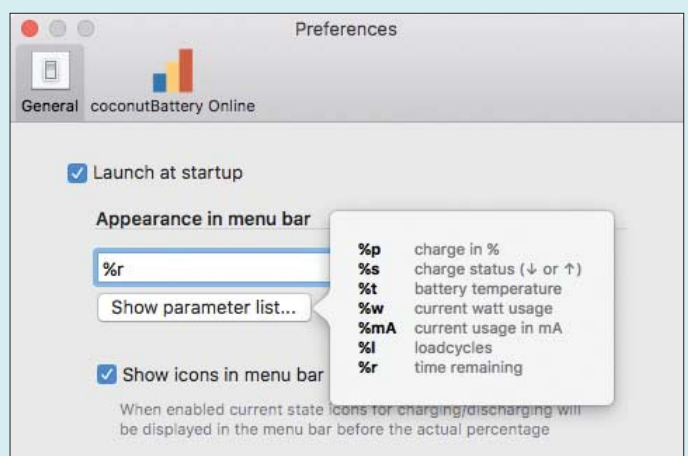 Preferences
General
coconutBattery Online
Launch at startup
Appearance in menu bar
%r
Show parameter list...
%p charge in %
%s charge status (↓ or ↑)
%t battery temperature
%w current watt usage
%mA current usage in mA
%l loadcycles
%r time remaining
Show icons in menu bar
When enabled current state icons for charging/discharging will
be displayed in the menu bar before the actual percentage